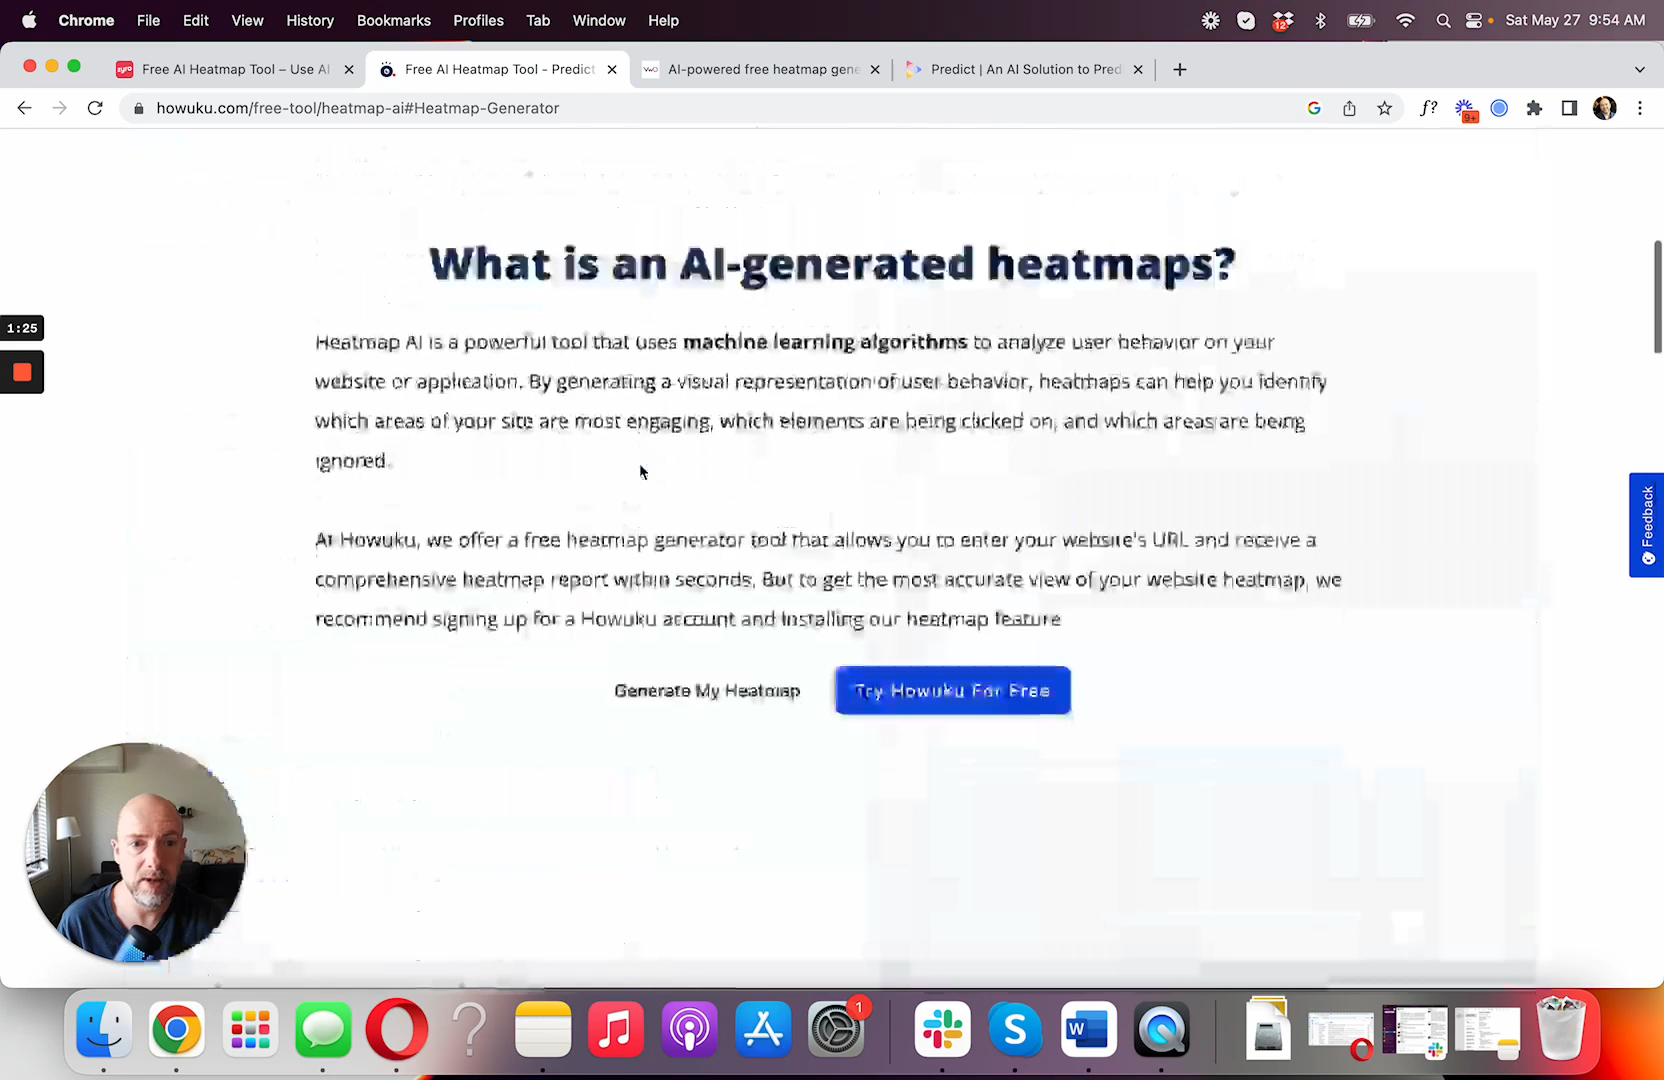 Chrome File Edit View History Bookmarks Profiles Tab Window Help
12
Sat May 27 9:54 AM
zyro Free AI Heatmap Tool – Use AI
Free AI Heatmap Tool - Predict
VWO AI-powered free heatmap gene
Predict | An AI Solution to Pred
howuku.com/free-tool/heatmap-ai#Heatmap-Generator
f?
9+
What is an AI-generated heatmaps?
1:25
Heatmap AI is a powerful tool that uses machine learning algorithms to analyze user behavior on your
website or application. By generating a visual representation of user behavior, heatmaps can help you identify
which areas of your site are most engaging, which elements are being clicked on, and which areas are being
ignored.
Feedback
At Howuku, we offer a free heatmap generator tool that allows you to enter your website's URL and receive a
comprehensive heatmap report within seconds. But to get the most accurate view of your website heatmap, we
recommend signing up for a Howuku account and installing our heatmap feature
Generate My Heatmap
Try Howuku For Free
?
1
S
W